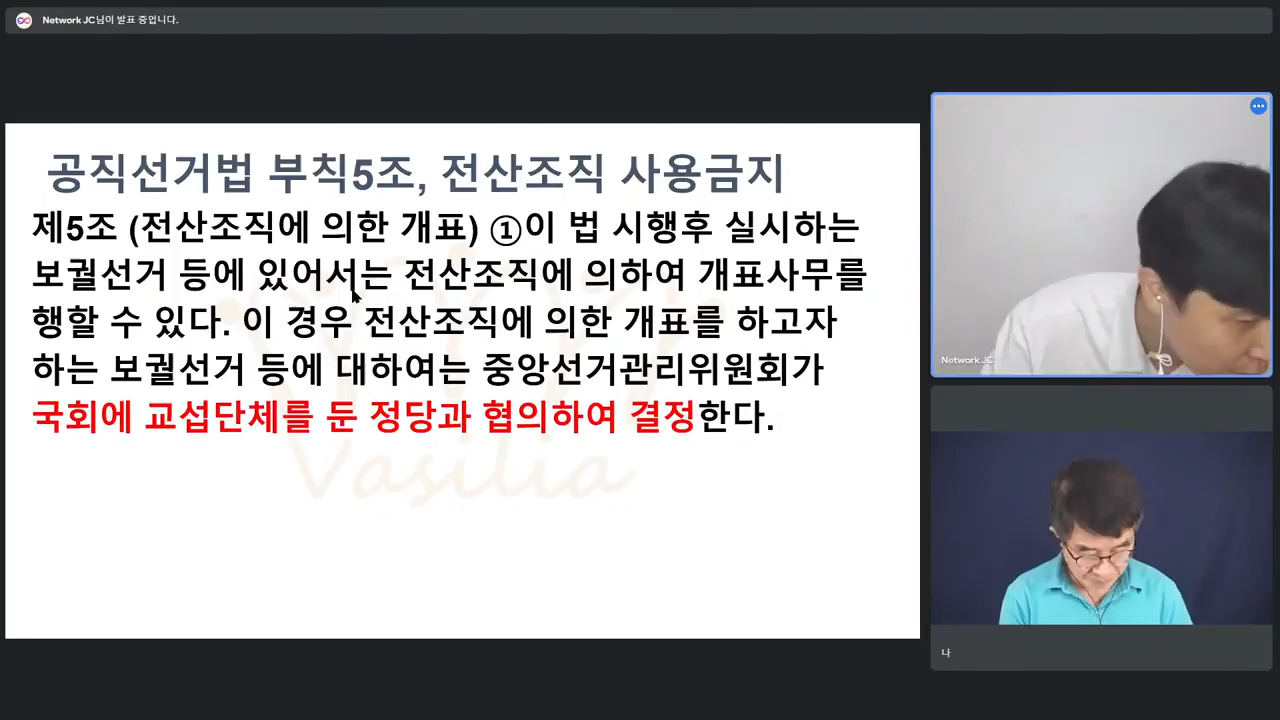 Network JC님이 발표 중입니다.
공직선거법 부칙5조, 전산조직 사용금지
제5조 (전산조직에 의한 개표) ①이 법 시행후 실시하는
보궐선거 등에 있어서는 전산조직에 의하여 개표사무를
행할 수 있다. 이 경우 전산조직에 의한 개표를 하고자
하는 보궐선거 등에 대하여는 중앙선거관리위원회가
국회에 교섭단체를 둔 정당과 협의하여 결정한다.
Vasilia
Network JC
나